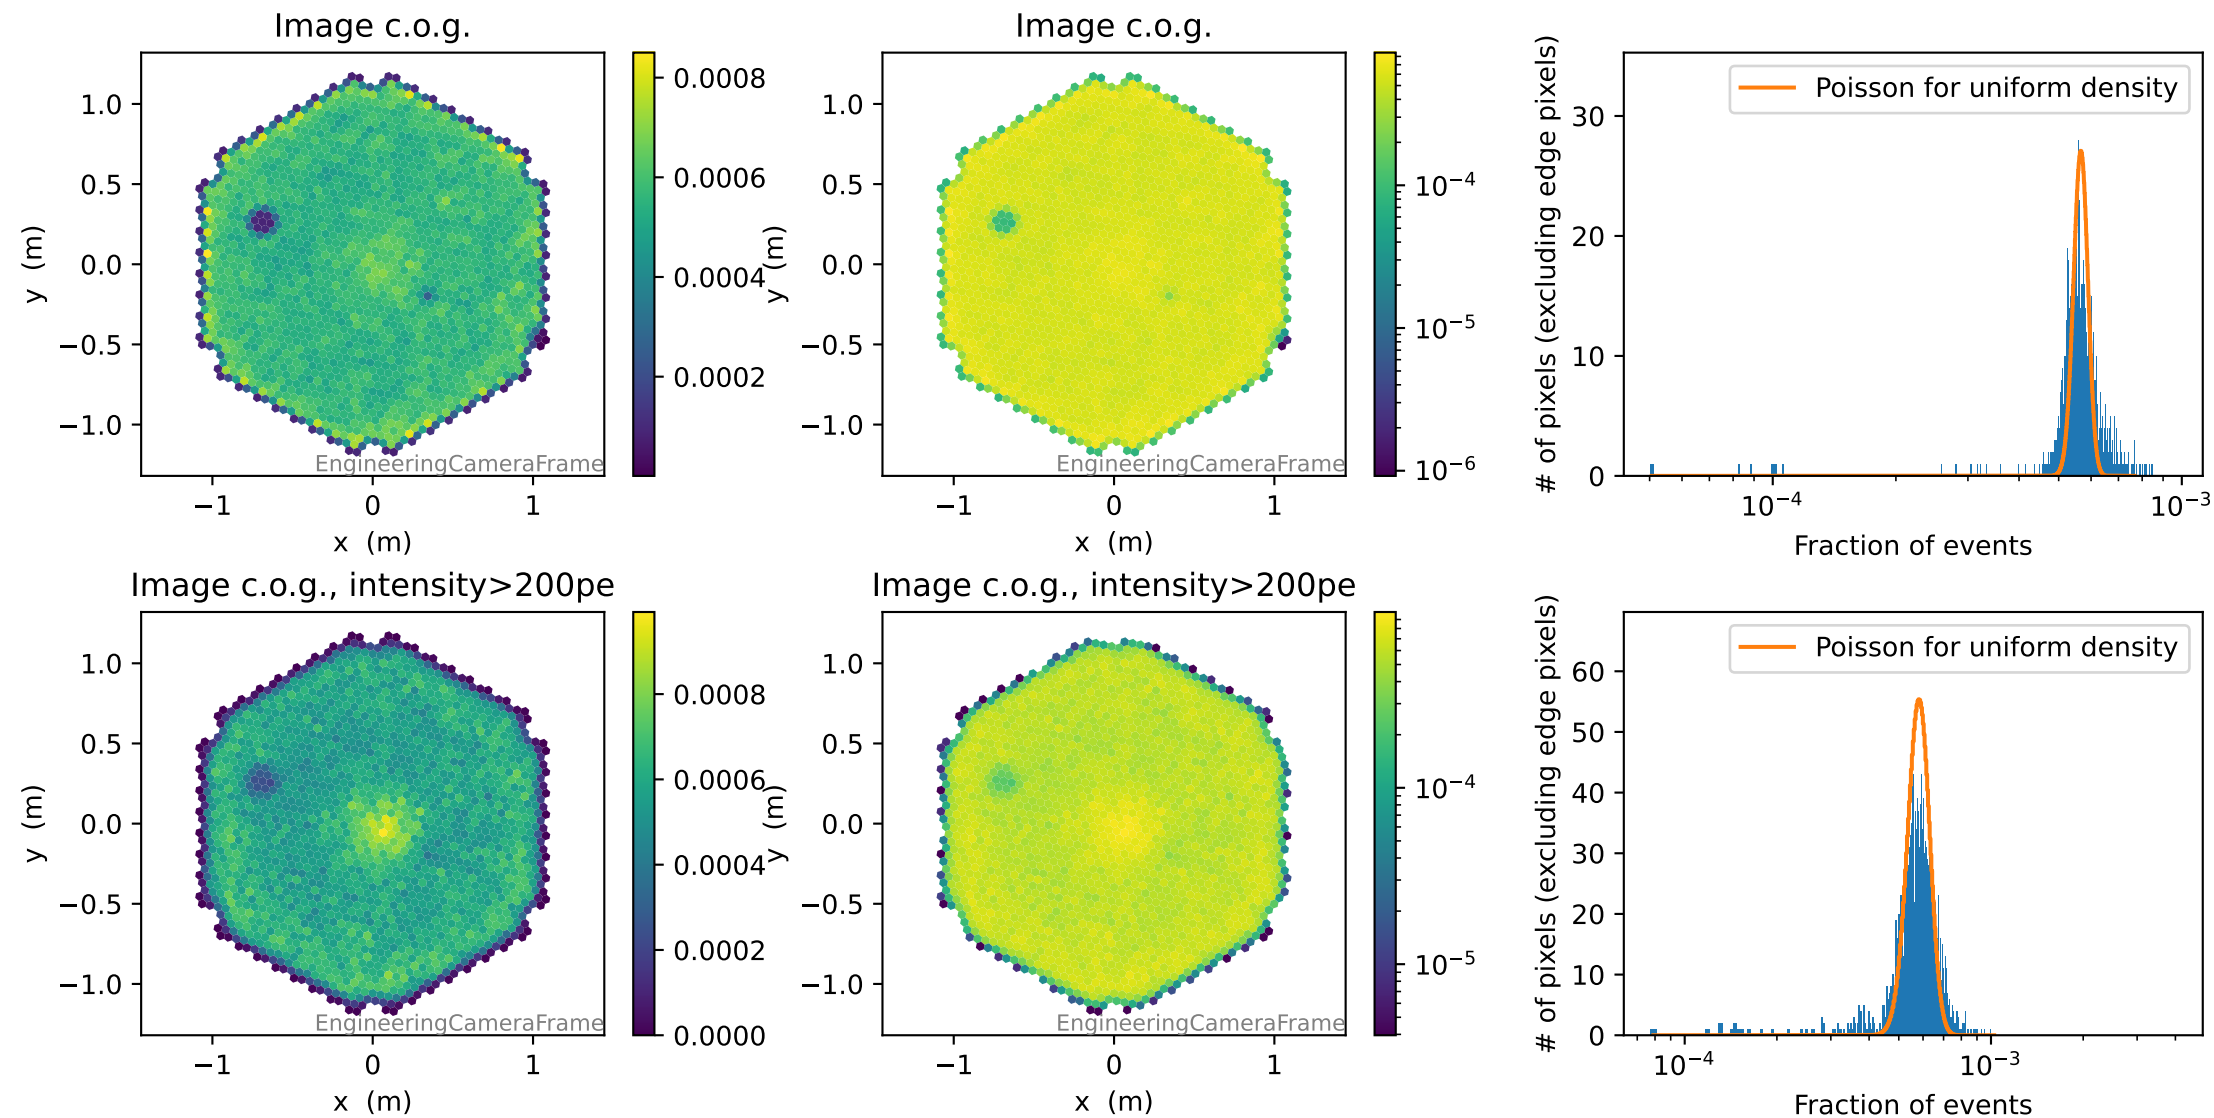 Image c.o.g.
1.0
0.5
0.0
−0.5
−1.0
y (m)
−1
0
1
x (m)
EngineeringCameraFrame
0.0008
0.0006
0.0004
0.0002
Image c.o.g.
1.0
0.5
0.0
−0.5
−1.0
y (m)
−1
0
1
x (m)
EngineeringCameraFrame
10⁻⁴
10⁻⁵
10⁻⁶
Poisson for uniform density
# of pixels (excluding edge pixels)
30
20
10
0
10⁻⁴
10⁻³
Fraction of events
Image c.o.g., intensity>200pe
1.0
0.5
0.0
−0.5
−1.0
y (m)
−1
0
1
x (m)
EngineeringCameraFrame
0.0008
0.0006
0.0004
0.0002
0.0000
Image c.o.g., intensity>200pe
1.0
0.5
0.0
−0.5
−1.0
y (m)
−1
0
1
x (m)
EngineeringCameraFrame
10⁻⁴
10⁻⁵
Poisson for uniform density
# of pixels (excluding edge pixels)
60
50
40
30
20
10
0
10⁻⁴
10⁻³
Fraction of events